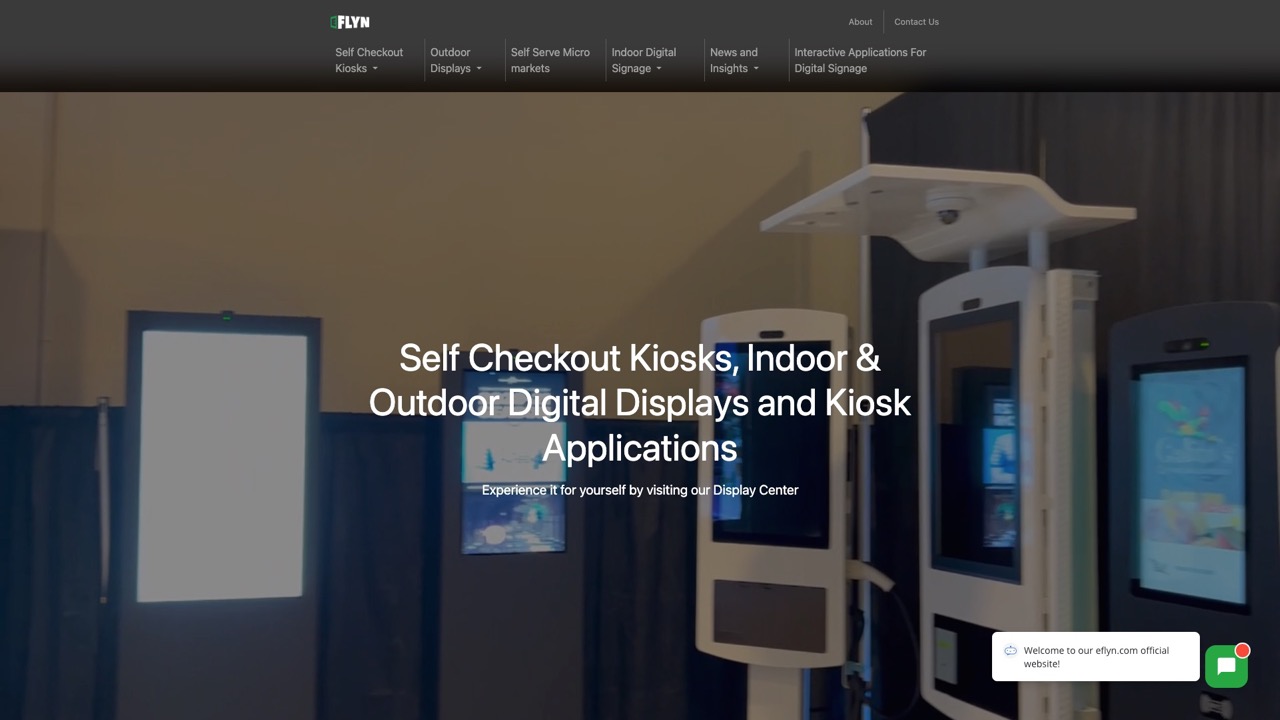 EFLYN
About
Contact Us
Self Checkout
Kiosks
Outdoor
Displays
Self Serve Micro
markets
Indoor Digital
Signage
News and
Insights
Interactive Applications For
Digital Signage
Self Checkout Kiosks, Indoor &
Outdoor Digital Displays and Kiosk
Applications
Experience it for yourself by visiting our Display Center
Welcome to our eflyn.com official
website!